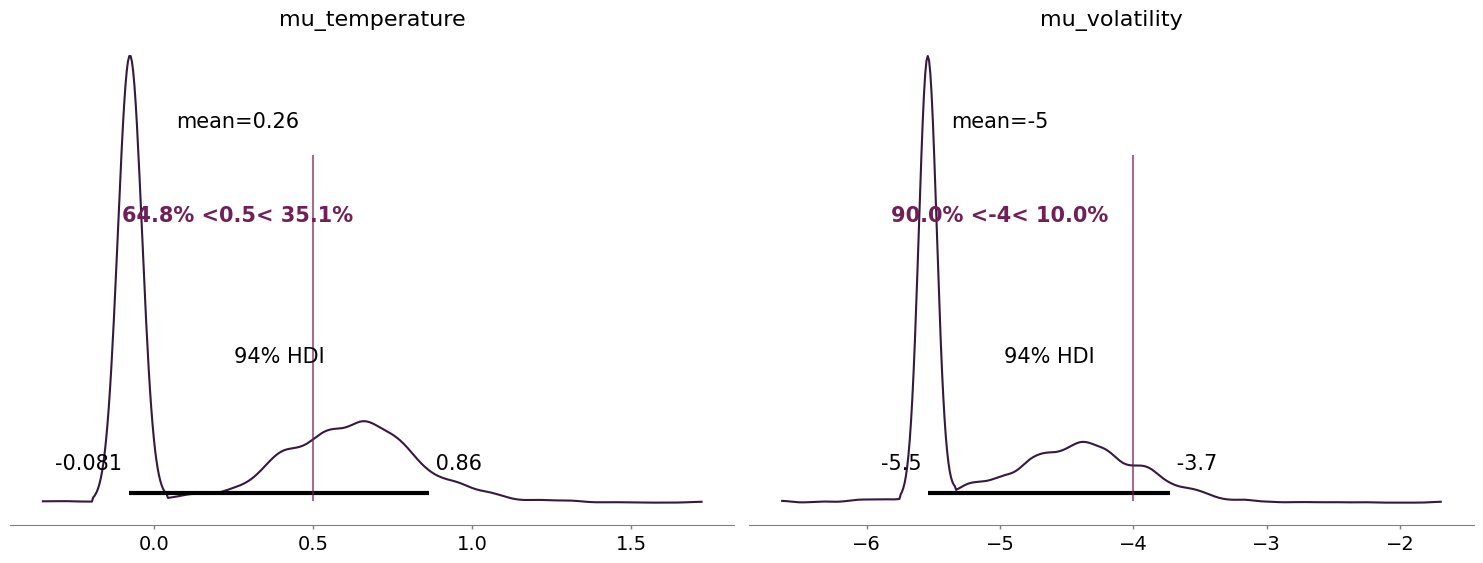 mu_temperature
mean=0.26
64.8% <0.5< 35.1%
94% HDI
-0.081
0.86
0.0 0.5 1.0 1.5
mu_volatility
mean=-5
90.0% <-4< 10.0%
94% HDI
-5.5
-3.7
−6 −5 −4 −3 −2